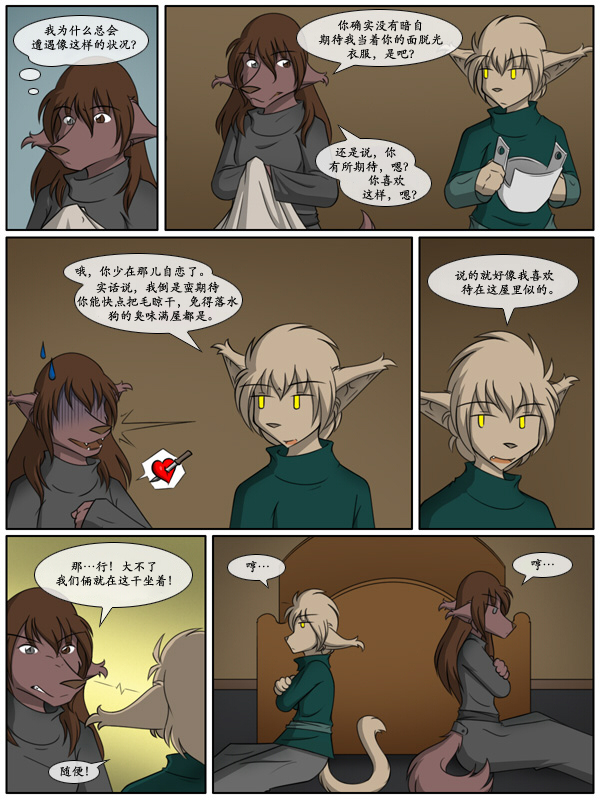 我为什么总会
遭遇像这样的状况？
你确实没有暗自
期待我当着你的面脱光
衣服，是吧？
还是说，你
有所期待，嗯？
你喜欢
这样，嗯？
哦，你少在那儿自恋了。
实话说，我倒是蛮期待
你能快点把毛晾干，免得落水
狗的臭味满屋都是。
说的就好像我喜欢
待在这屋里似的。
那…行！大不了
我们俩就在这干坐着！
随便！
哼…
哼…